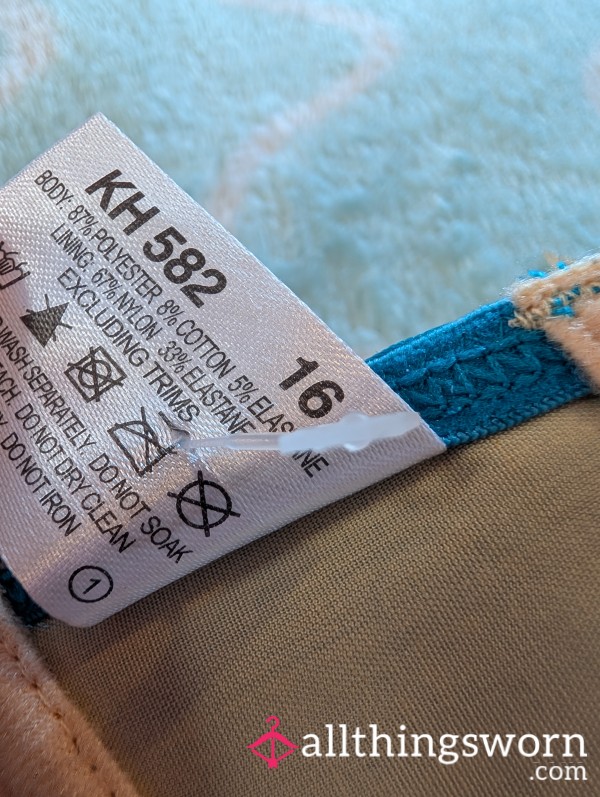 KH 582
16
BODY: 87% POLYESTER 8% COTTON 5% ELASTANE
LINING: 67% NYLON 33% ELASTANE
EXCLUDING TRIMS
WASH SEPARATELY. DO NOT SOAK
DO NOT DRY CLEAN
DO NOT IRON
1
allthingsworn
.com